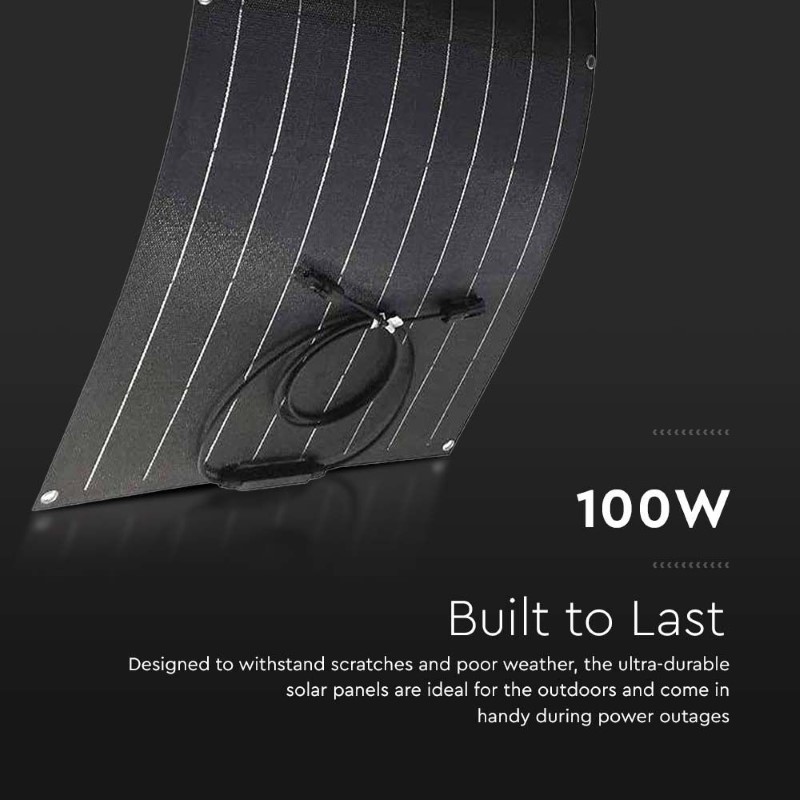 100W
Built to Last
Designed to withstand scratches and poor weather, the ultra-durable
solar panels are ideal for the outdoors and come in
handy during power outages